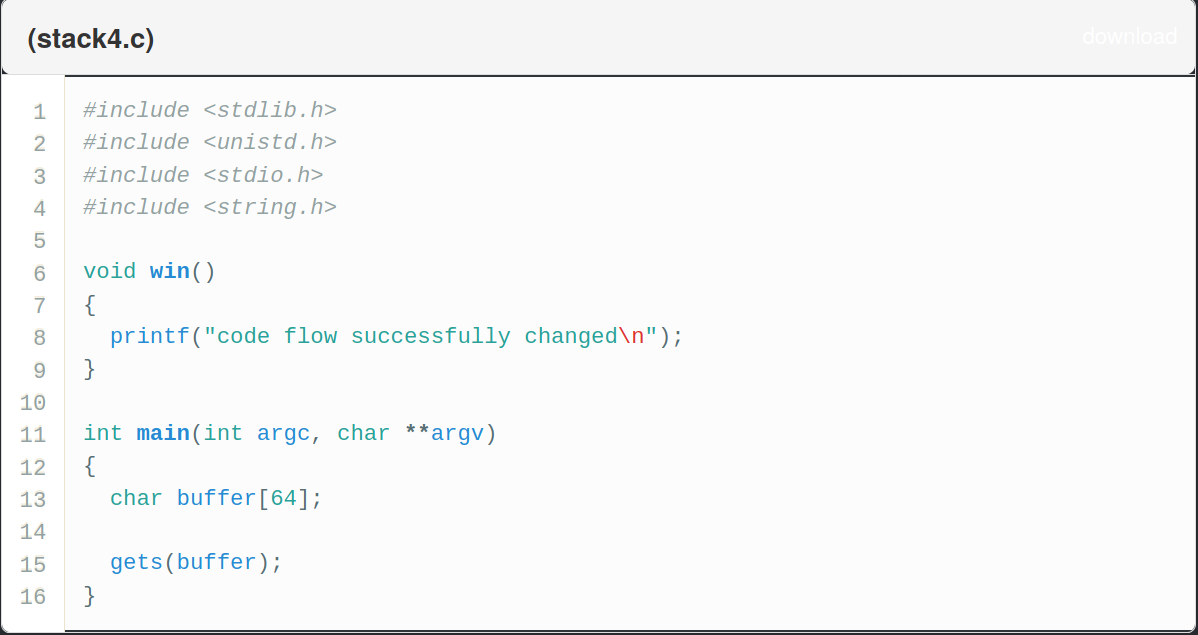 (stack4.c)
download
1 #include <stdlib.h>
2 #include <unistd.h>
3 #include <stdio.h>
4 #include <string.h>
5
6 void win()
7 {
8   printf("code flow successfully changed\n");
9 }
10
11 int main(int argc, char **argv)
12 {
13   char buffer[64];
14
15   gets(buffer);
16 }